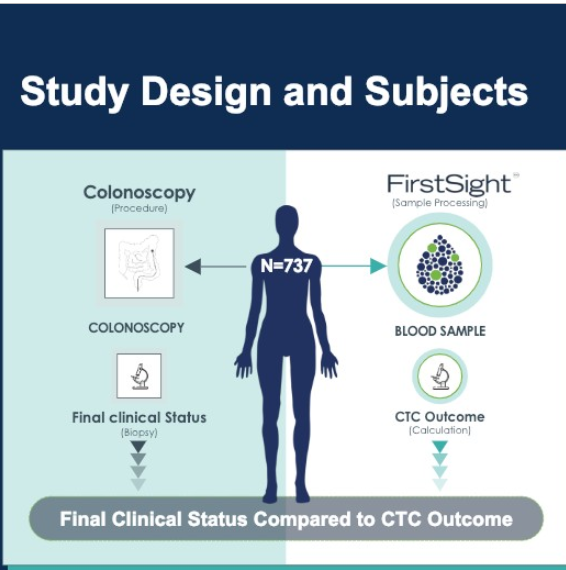 Study Design and Subjects
Colonoscopy
(Procedure)
COLONOSCOPY
Final clinical Status
(Biopsy)
N=737
FirstSight
(Sample Processing)
BLOOD SAMPLE
CTC Outcome
(Calculation)
Final Clinical Status Compared to CTC Outcome